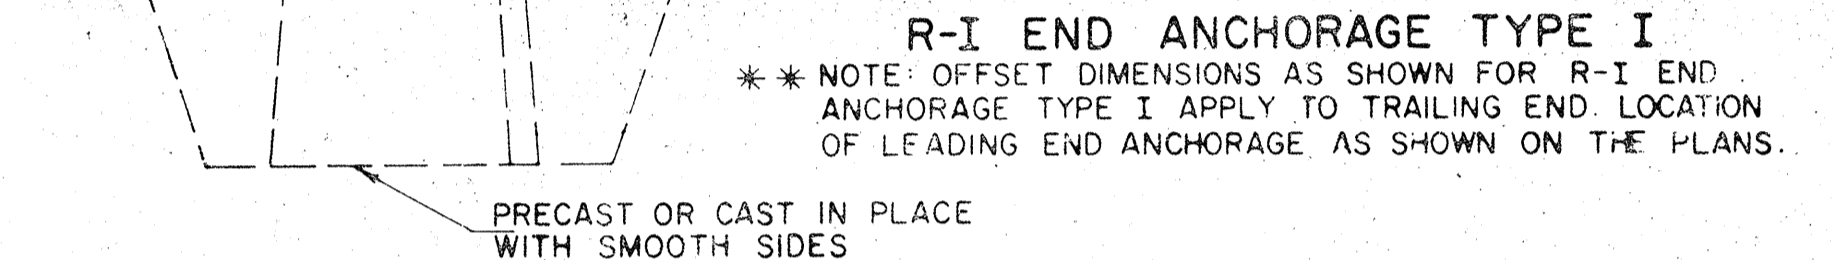 R-I END ANCHORAGE TYPE I
** NOTE: OFFSET DIMENSIONS AS SHOWN FOR R-I END
ANCHORAGE TYPE I APPLY TO TRAILING END. LOCATION
OF LEADING END ANCHORAGE AS SHOWN ON THE PLANS.
PRECAST OR CAST IN PLACE
WITH SMOOTH SIDES